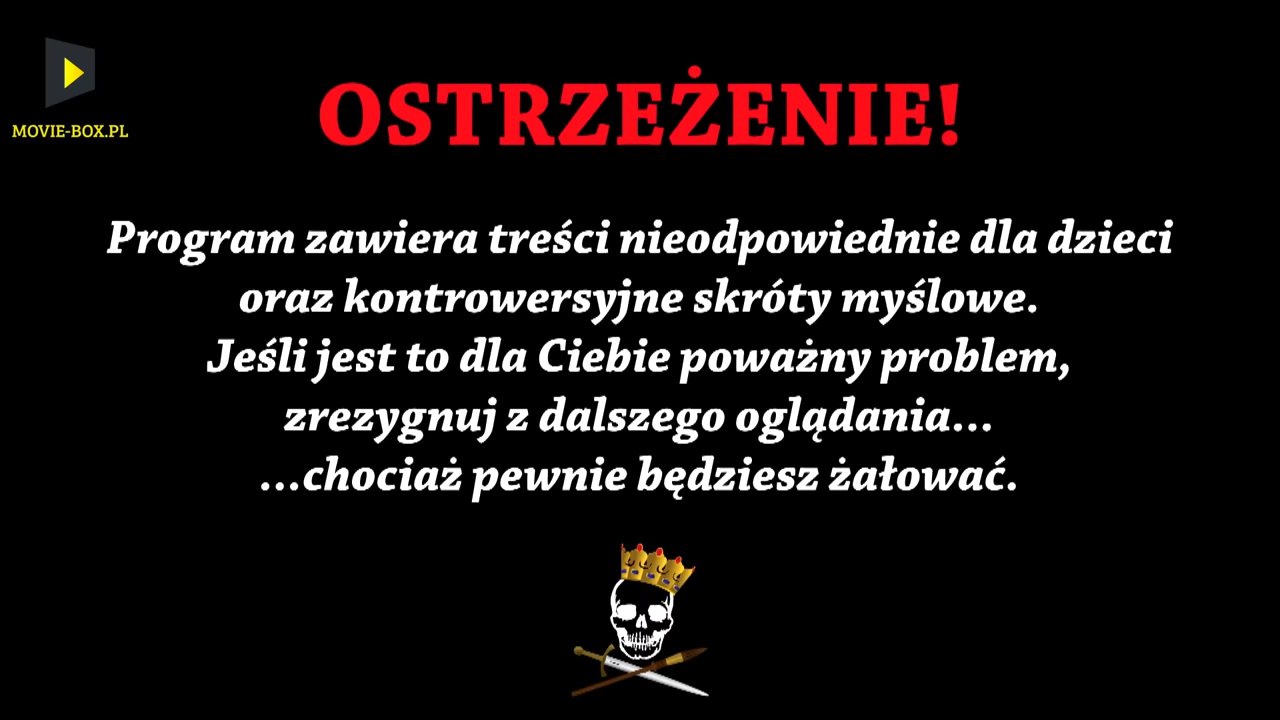 MOVIE-BOX.PL
OSTRZEŻENIE!
Program zawiera treści nieodpowiednie dla dzieci
oraz kontrowersyjne skróty myślowe.
Jeśli jest to dla Ciebie poważny problem,
zrezygnuj z dalszego oglądania...
...chociaż pewnie będziesz żałować.